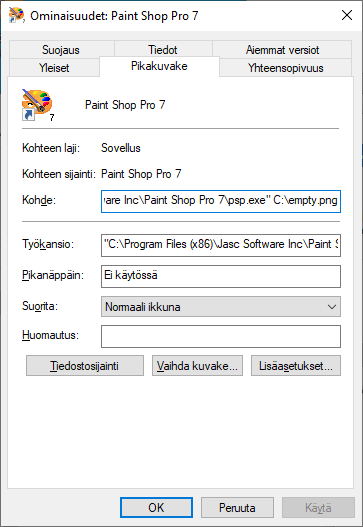 Ominaisuudet: Paint Shop Pro 7
Suojaus Tiedot Aiemmat versiot
Yleiset Pikakuvake Yhteensopivuus
7 Paint Shop Pro 7
Kohteen laji: Sovellus
Kohteen sijainti: Paint Shop Pro 7
Kohde: vare Inc\Paint Shop Pro 7\psp.exe" C:\empty.png
Työkansio: "C:\Program Files (x86)\Jasc Software Inc\Paint S
Pikanäppäin: Ei käytössä
Suorita: Normaali ikkuna
Huomautus:
Tiedostosijainti Vaihda kuvake... Lisäasetukset...
OK Peruuta Käytä